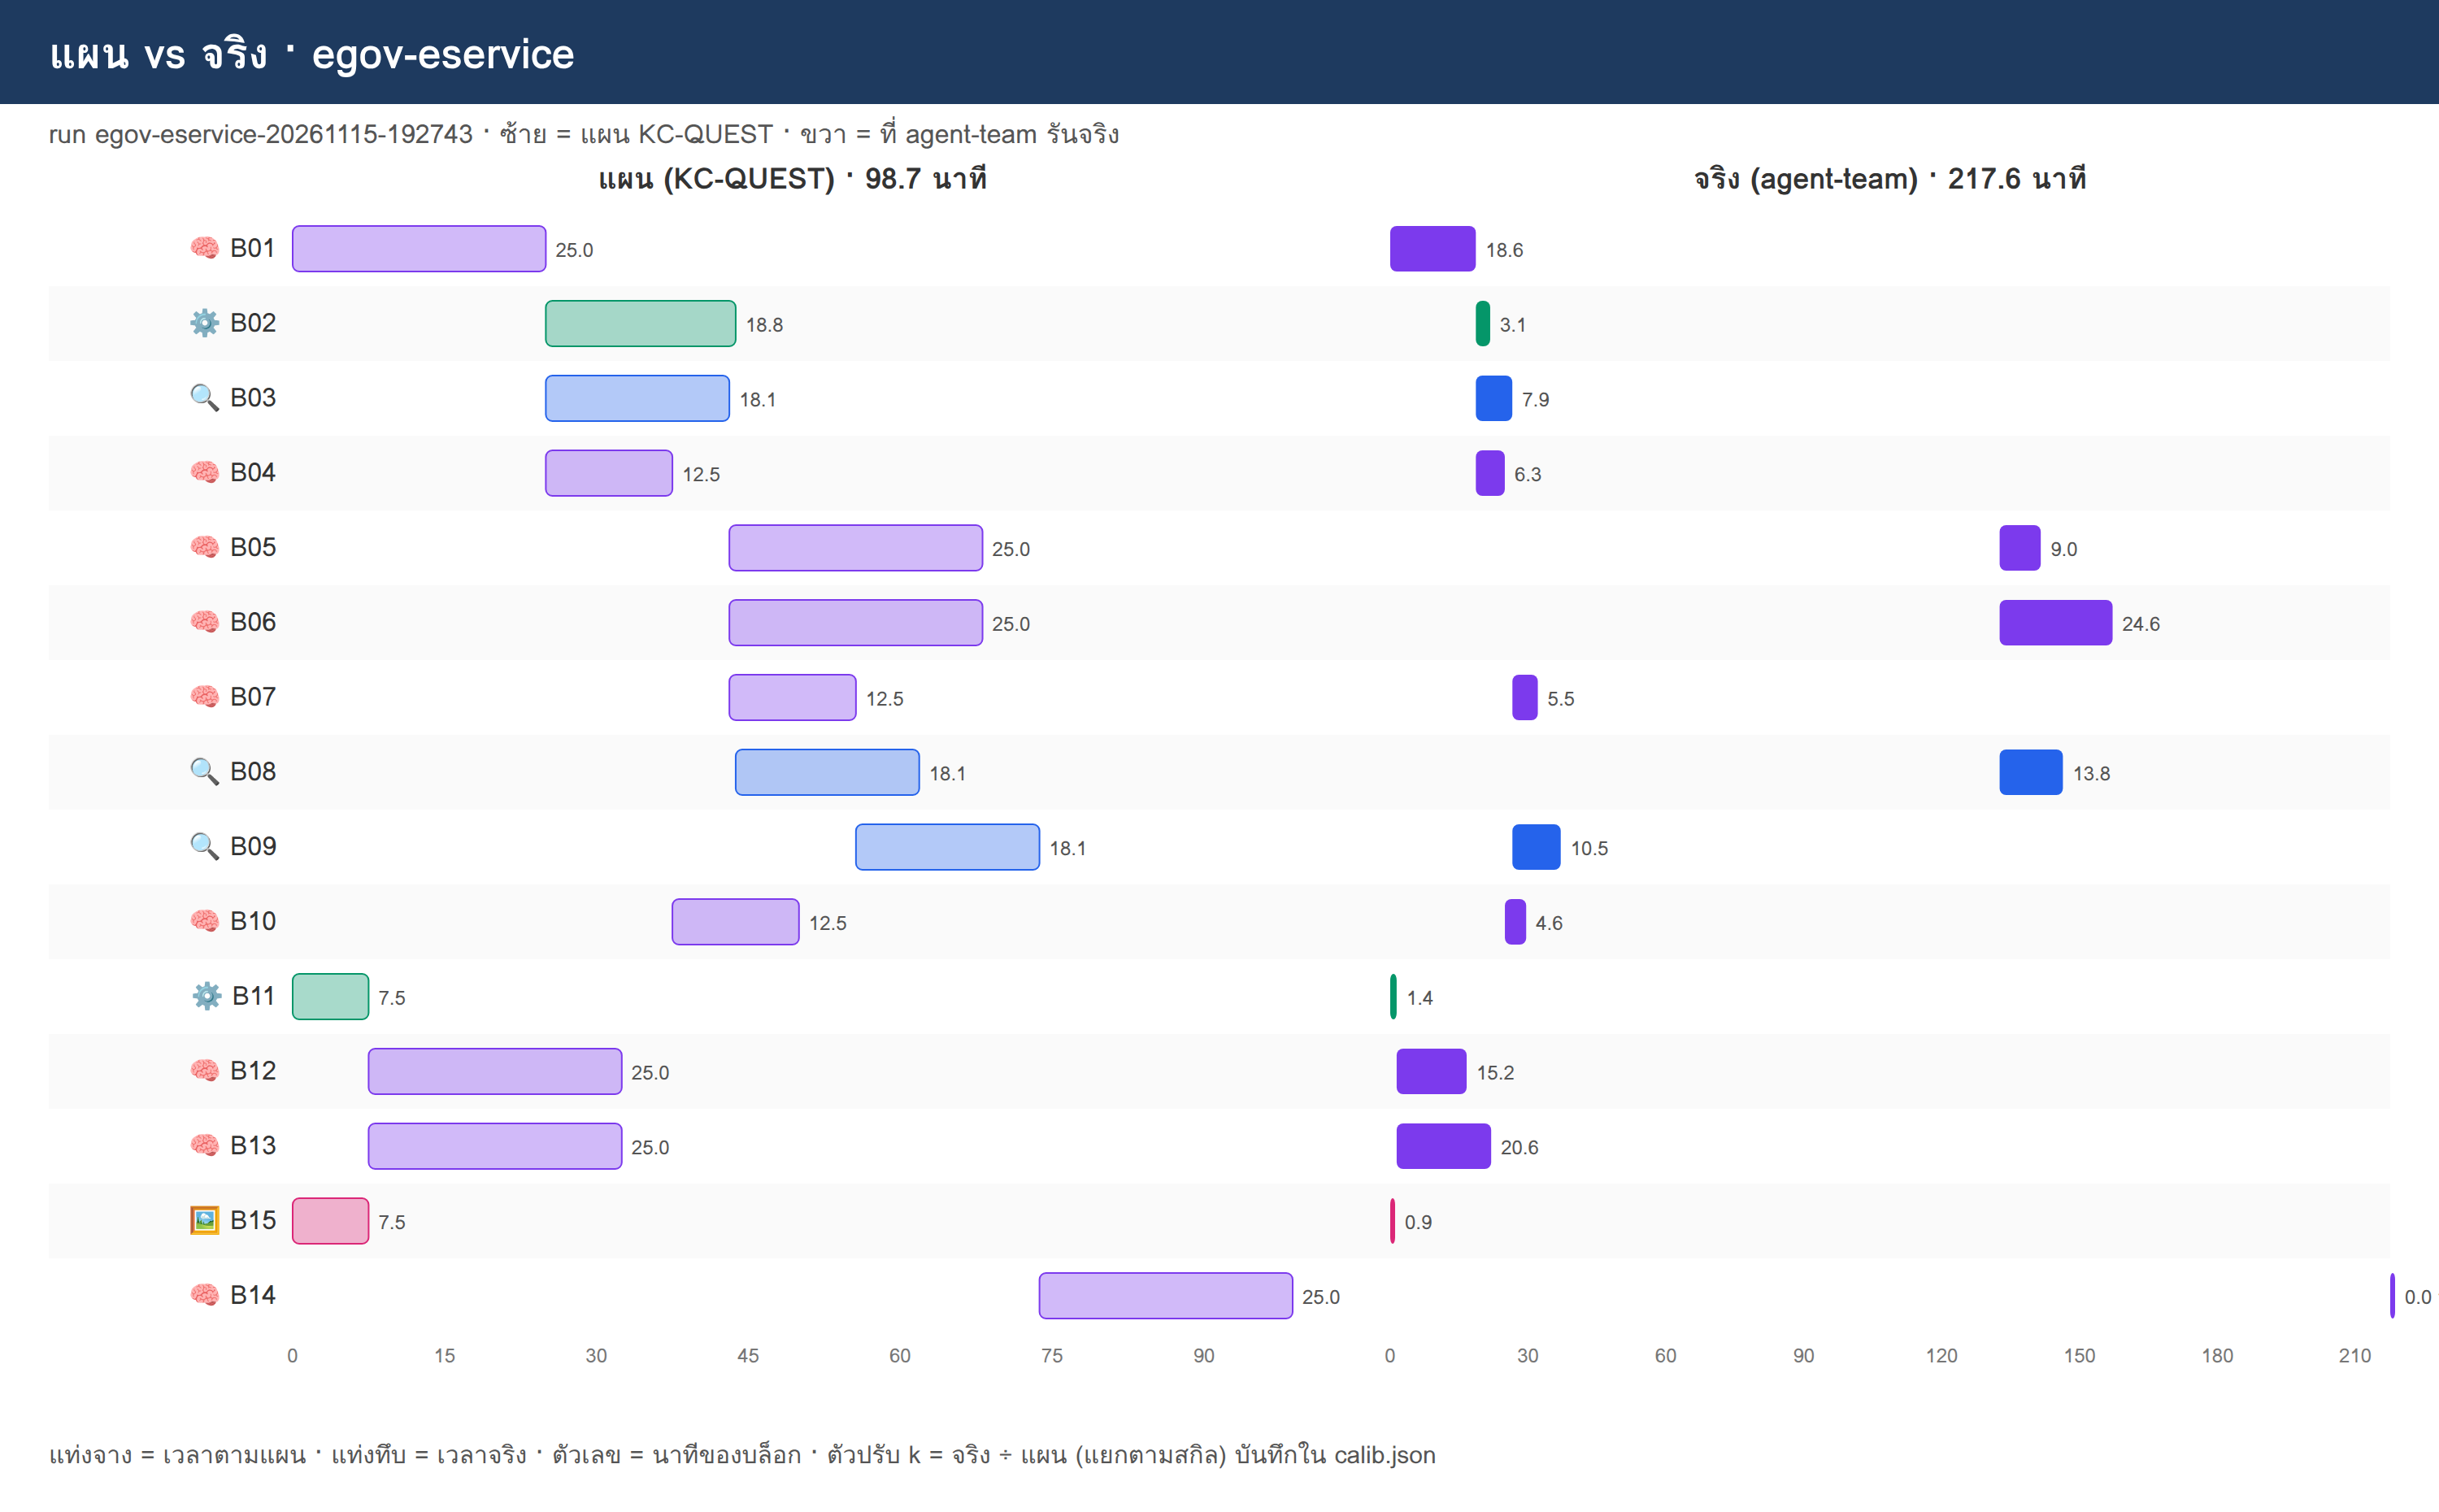 แผน vs จริง · egov-eservice
run egov-eservice-20261115-192743 · ซ้าย = แผน KC-QUEST · ขวา = ที่ agent-team รันจริง
แผน (KC-QUEST) · 98.7 นาที
จริง (agent-team) · 217.6 นาที
B01 25.0 18.6
B02 18.8 3.1
B03 18.1 7.9
B04 12.5 6.3
B05 25.0 9.0
B06 25.0 24.6
B07 12.5 5.5
B08 18.1 13.8
B09 18.1 10.5
B10 12.5 4.6
B11 7.5 1.4
B12 25.0 15.2
B13 25.0 20.6
B15 7.5 0.9
B14 25.0 0.0
0 15 30 45 60 75 90 0 30 60 90 120 150 180 210
แท่งจาง = เวลาตามแผน · แท่งทึบ = เวลาจริง · ตัวเลข = นาทีของบล็อก · ตัวปรับ k = จริง ÷ แผน (แยกตามสกิล) บันทึกใน calib.json